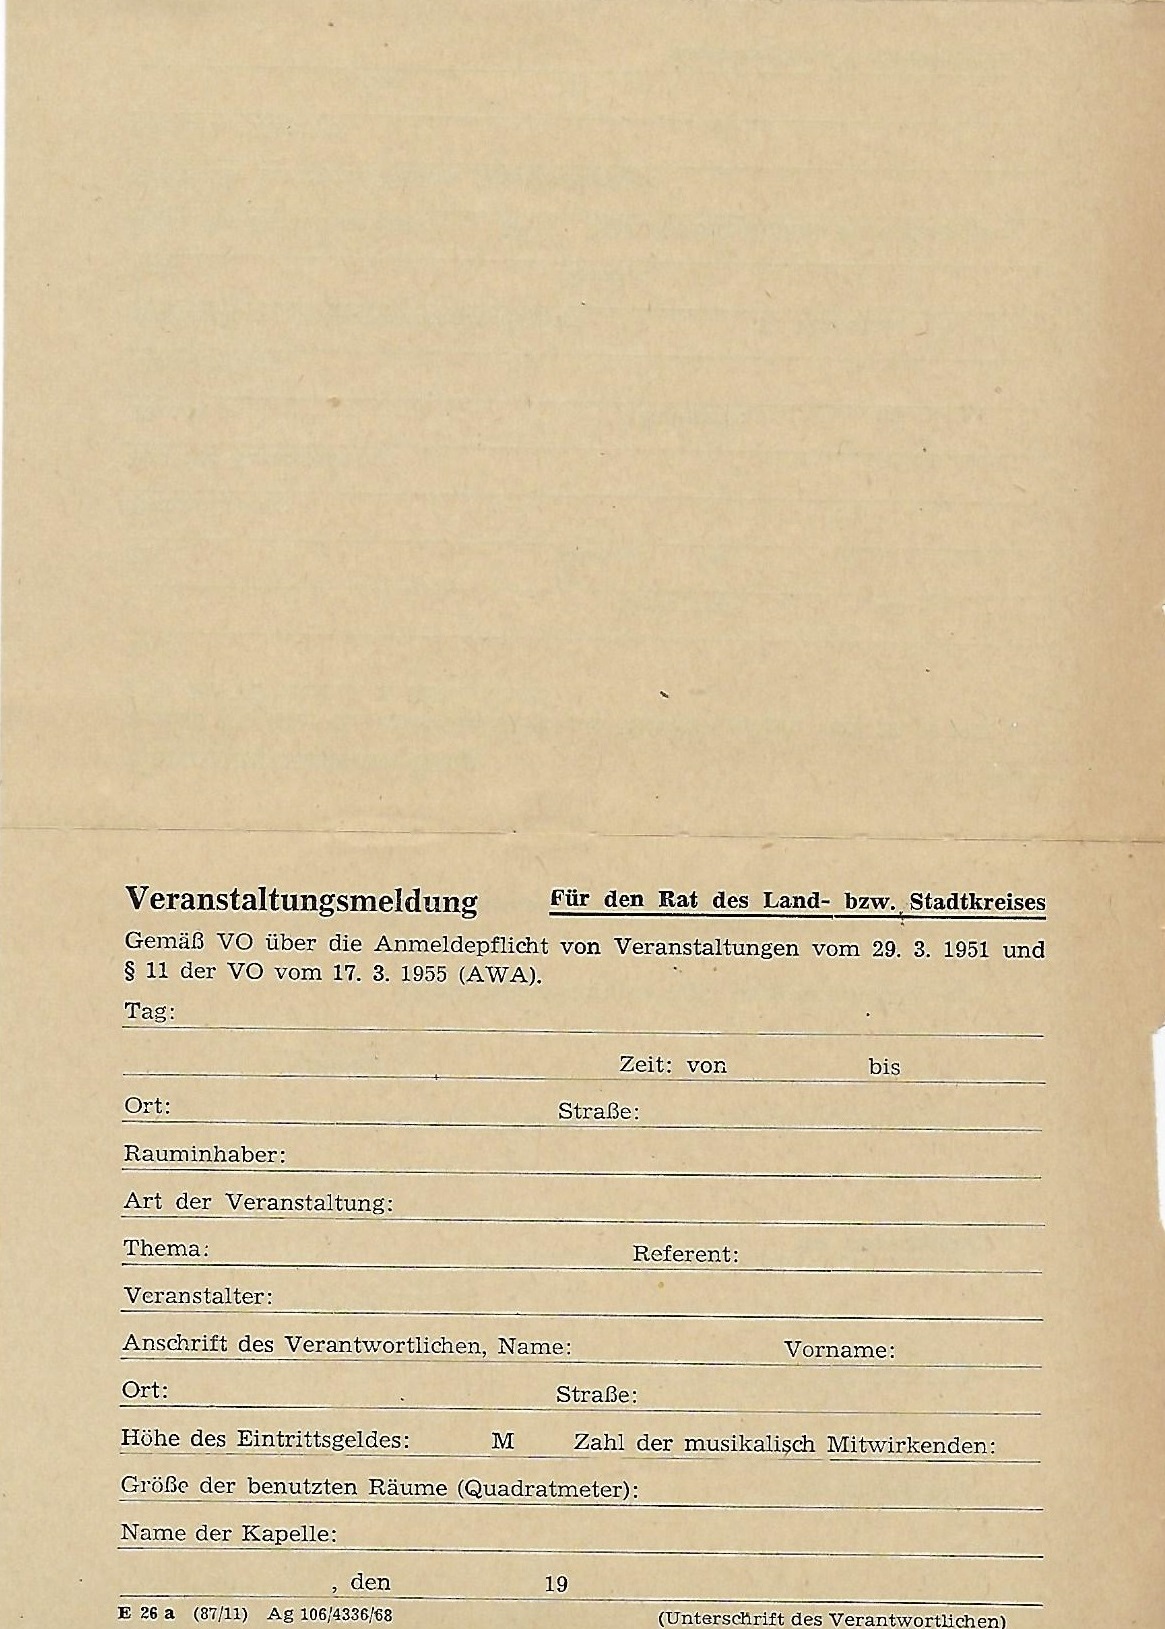 Veranstaltungsmeldung Für den Rat des Land- bzw. Stadtkreises
Gemäß VO über die Anmeldepflicht von Veranstaltungen vom 29. 3. 1951 und
§ 11 der VO vom 17. 3. 1955 (AWA).
Tag:
Zeit: von bis
Ort: Straße:
Rauminhaber:
Art der Veranstaltung:
Thema: Referent:
Veranstalter:
Anschrift des Verantwortlichen, Name: Vorname:
Ort: Straße:
Höhe des Eintrittsgeldes: M Zahl der musikalisch Mitwirkenden:
Größe der benutzten Räume (Quadratmeter):
Name der Kapelle:
, den 19
E 26 a (87/11) Ag 106/4336/68 (Unterschrift des Verantwortlichen)